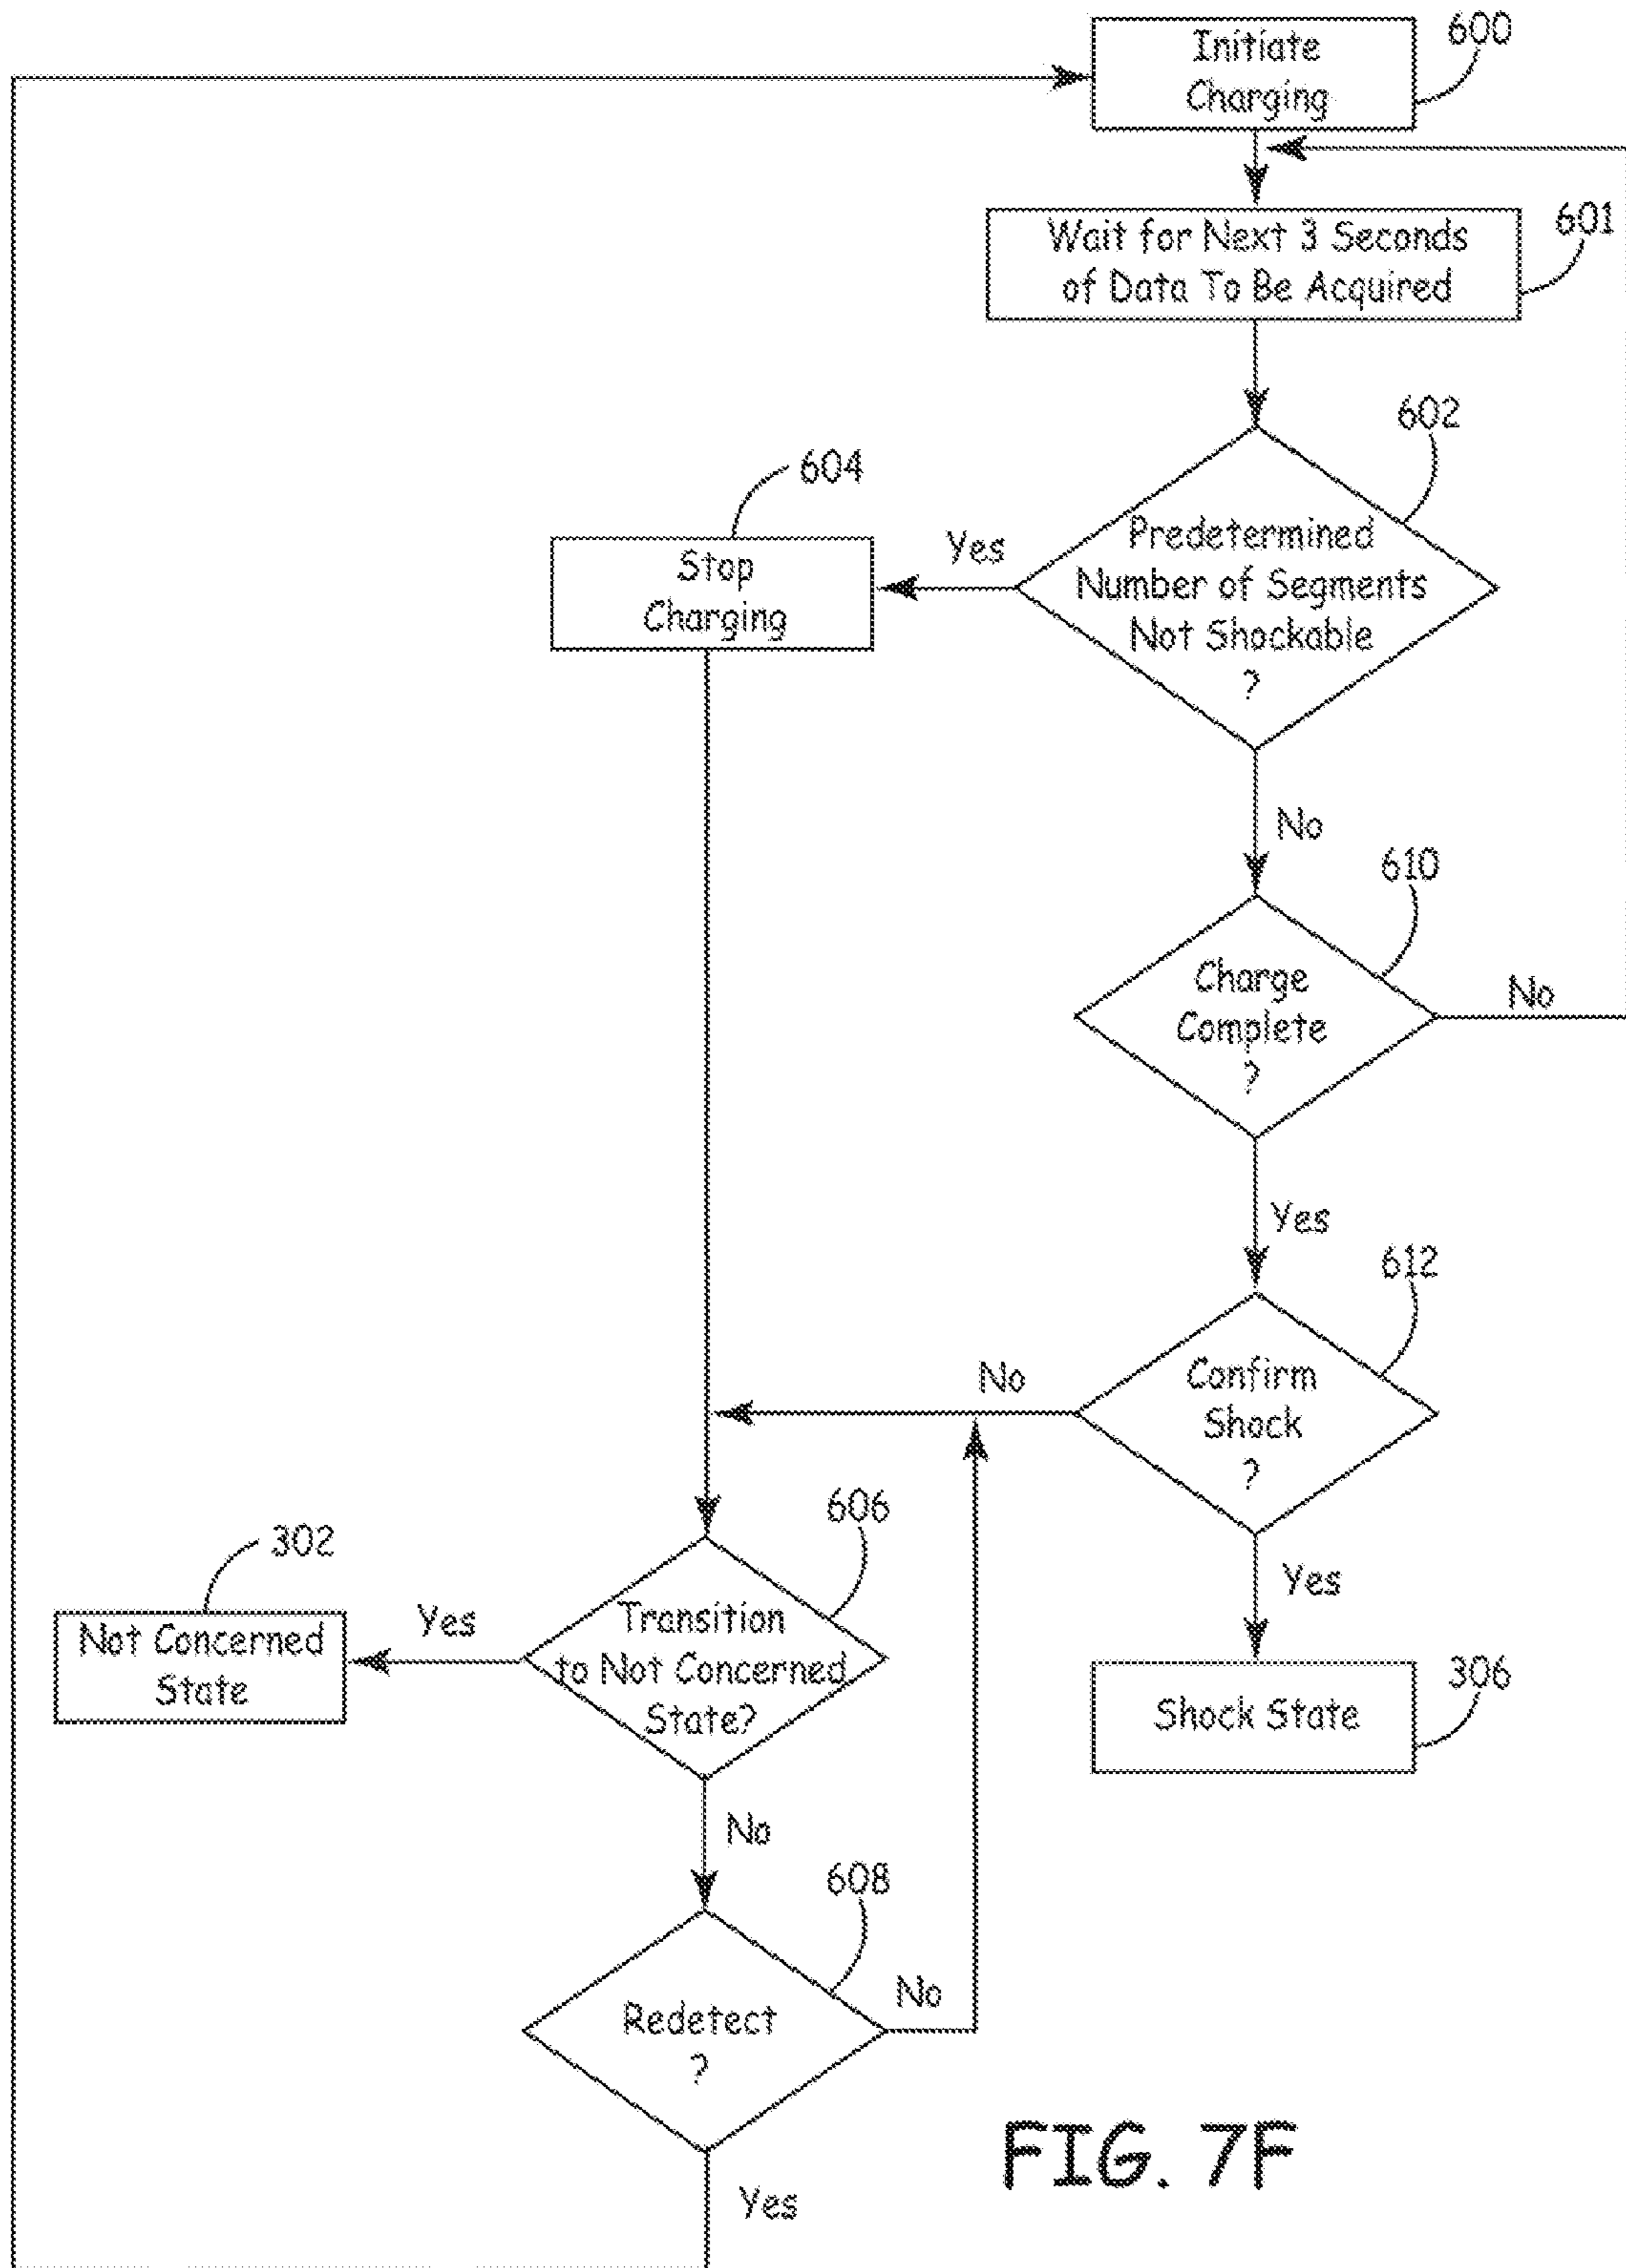 Initiate
Charging
600
Wait for Next 3 Seconds
of Data To Be Acquired
601
602
Predetermined
Number of Segments
Not Shockable
?
Yes
604
Stop
Charging
No
610
Charge
Complete
?
No
Yes
612
Confirm
Shock
?
No
Yes
306
Shock State
606
Transition
to Not Concerned
State?
Yes
302
Not Concerned
State
No
608
Redetect
?
No
Yes
FIG. 7F